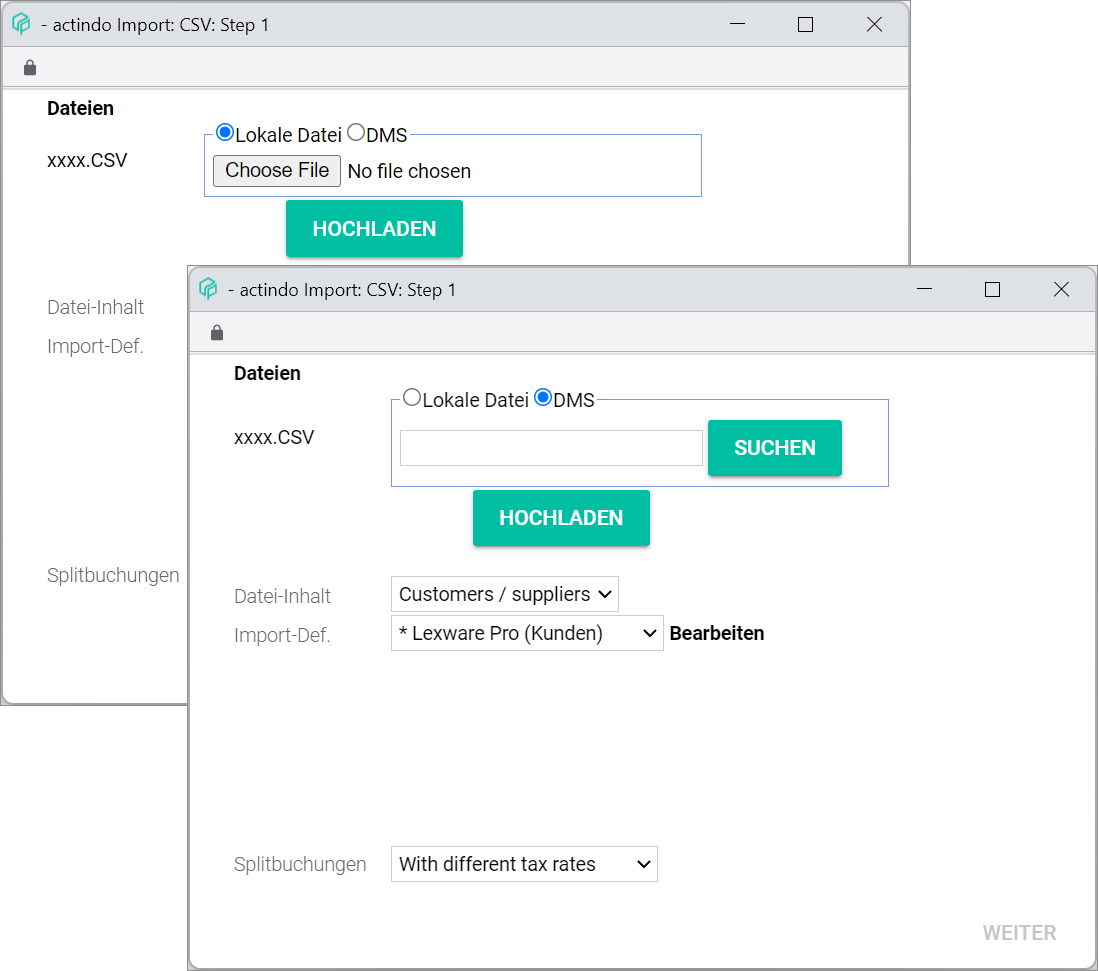 - actindo Import: CSV: Step 1
Dateien
Lokale Datei DMS
xxxx.CSV
Choose File No file chosen
HOCHLADEN
Datei-Inhalt
Import-Def.
Splitbuchungen
- actindo Import: CSV: Step 1
Dateien
Lokale Datei DMS
xxxx.CSV
SUCHEN
HOCHLADEN
Datei-Inhalt Customers / suppliers
Import-Def. * Lexware Pro (Kunden) Bearbeiten
Splitbuchungen With different tax rates
WEITER